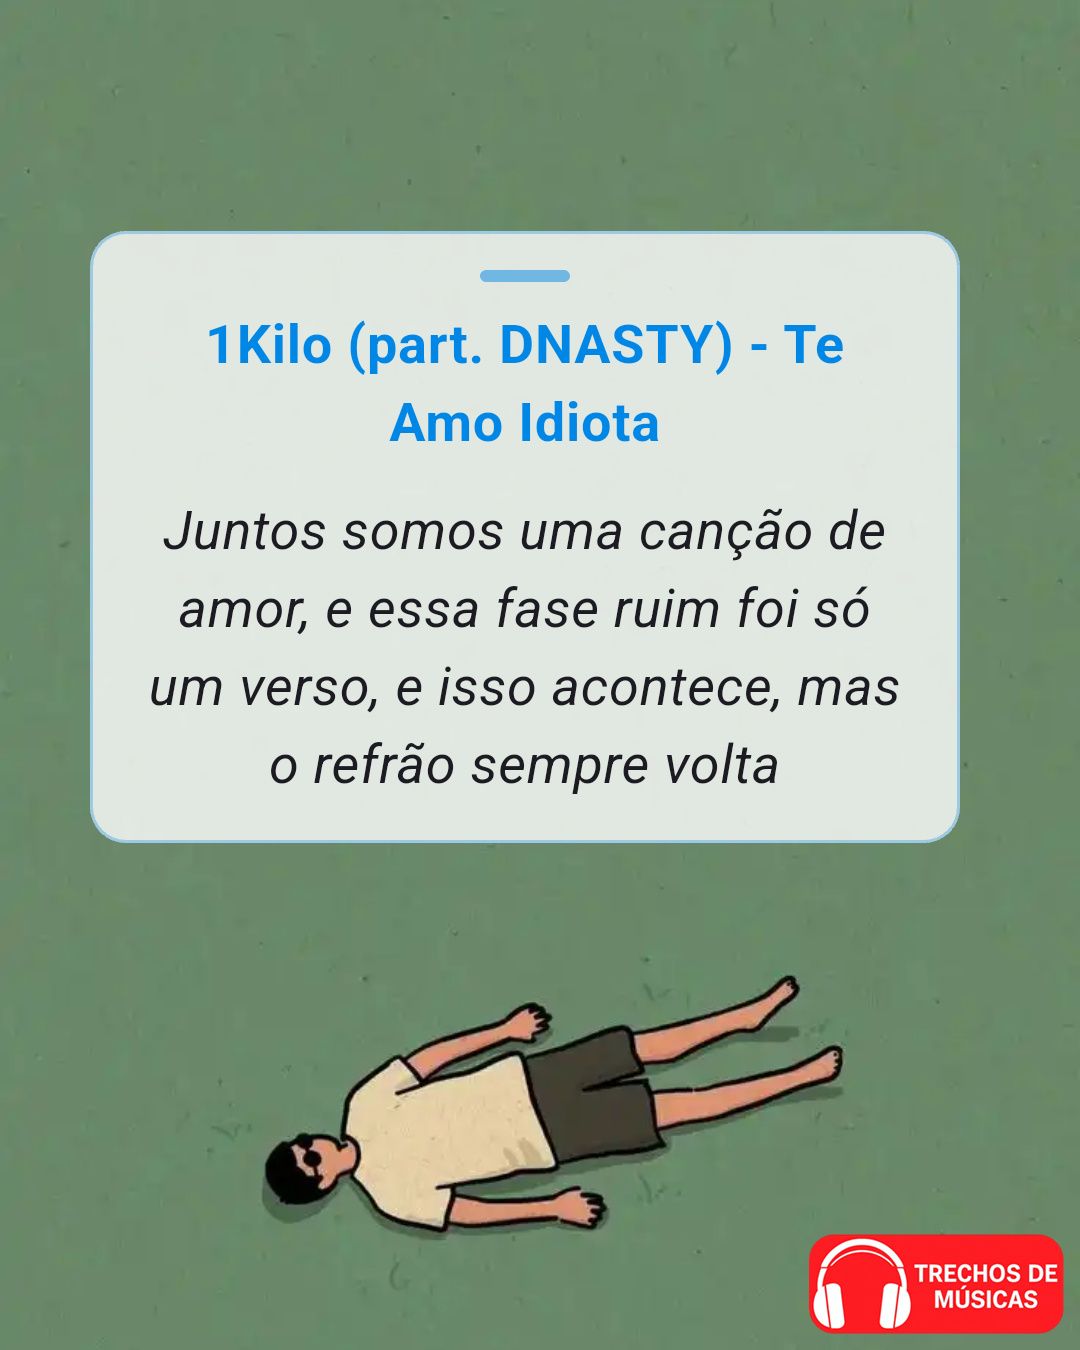 1Kilo (part. DNASTY) - Te
Amo Idiota
Juntos somos uma canção de
amor, e essa fase ruim foi só
um verso, e isso acontece, mas
o refrão sempre volta
TRECHOS DE
MÚSICAS